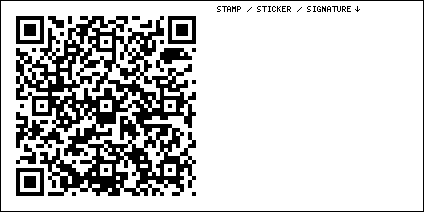 STAMP / STICKER / SIGNATURE ↓